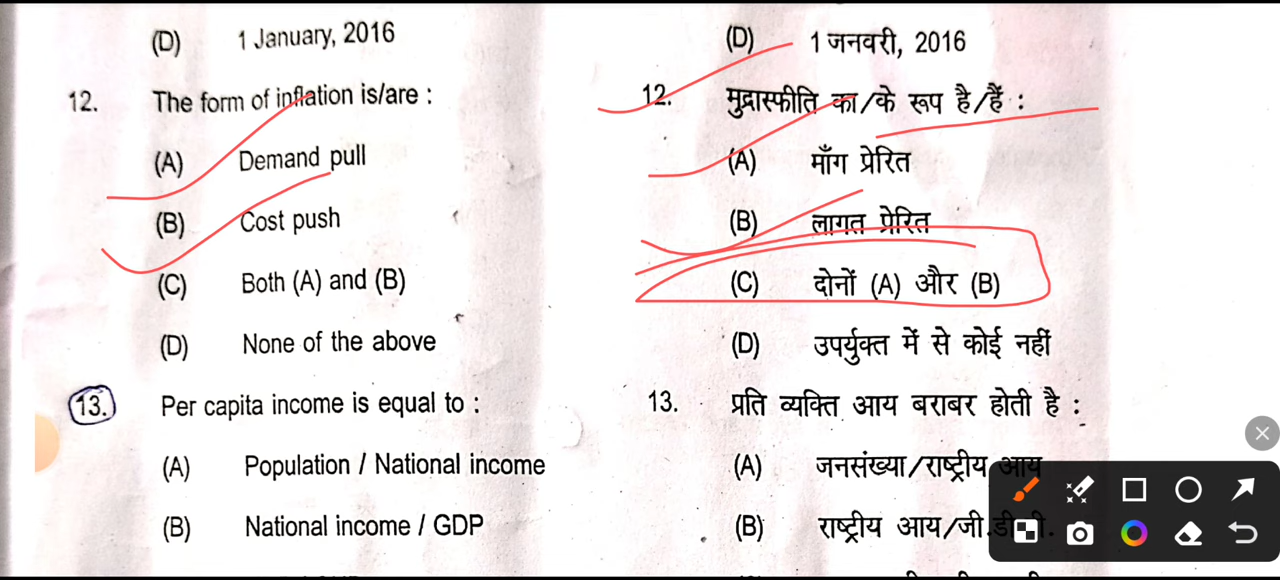 (D) 1 January, 2016
12. The form of inflation is/are :
(A) Demand pull
(B) Cost push
(C) Both (A) and (B)
(D) None of the above
13. Per capita income is equal to :
(A) Population / National income
(B) National income / GDP
(D) 1 जनवरी, 2016
12. मुद्रास्फीति का/के रूप है/हैं :
(A) माँग प्रेरित
(B) लागत प्रेरित
(C) दोनों (A) और (B)
(D) उपर्युक्त में से कोई नहीं
13. प्रति व्यक्ति आय बराबर होती है :
(A) जनसंख्या/राष्ट्रीय आय
(B) राष्ट्रीय आय/जी.डी.पी.